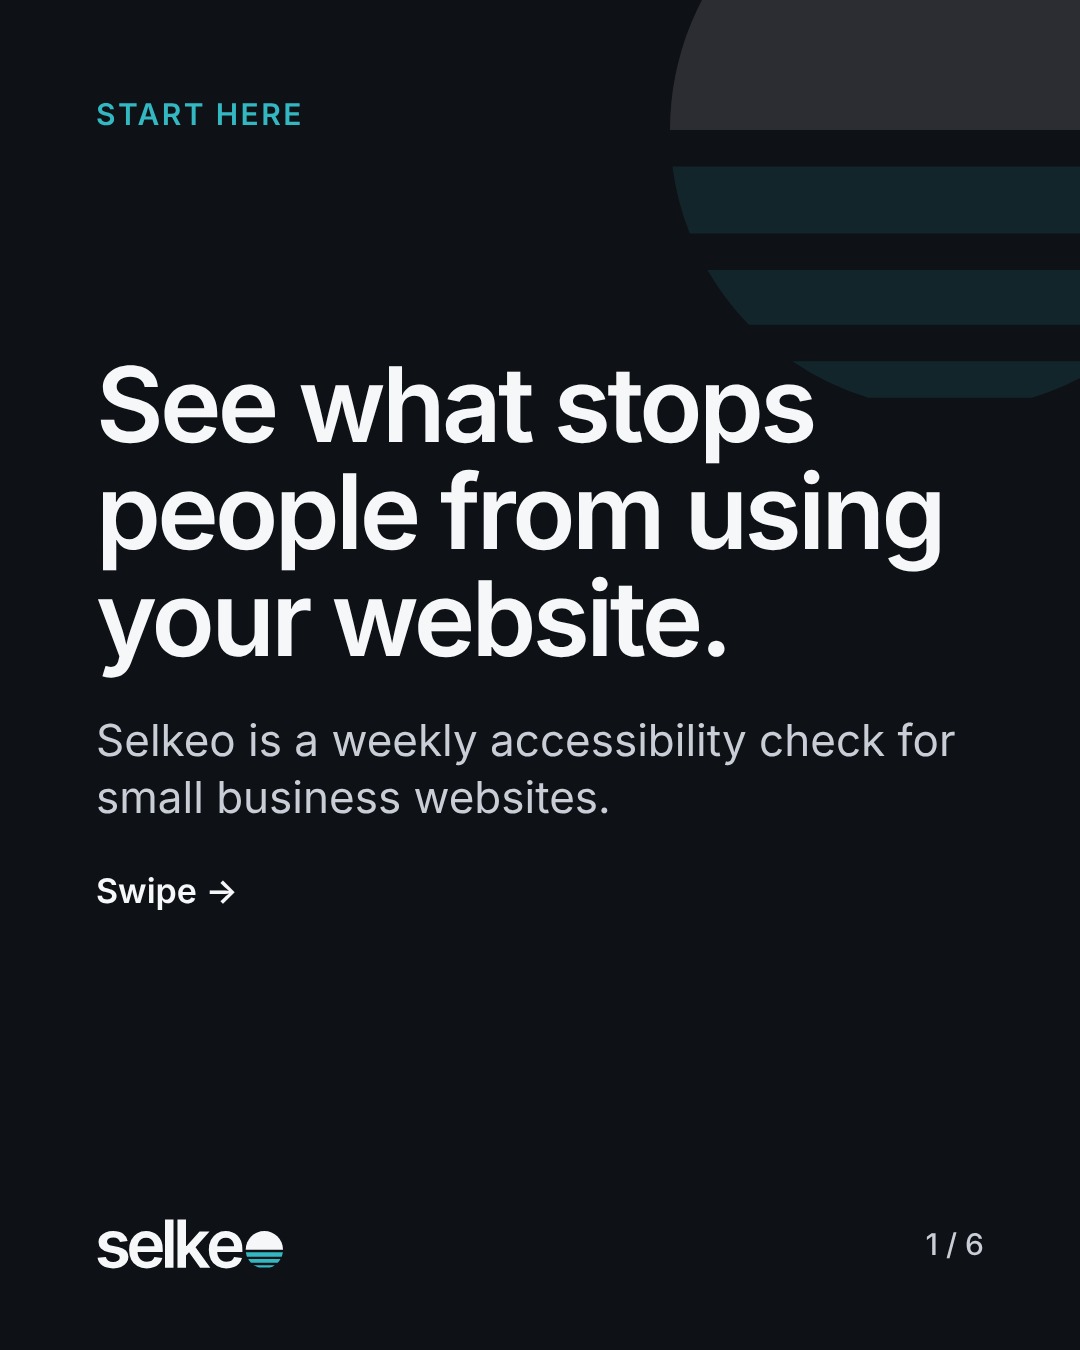 START HERE
See what stops
people from using
your website.
Selkeo is a weekly accessibility check for
small business websites.
Swipe →
selkeo
1 / 6